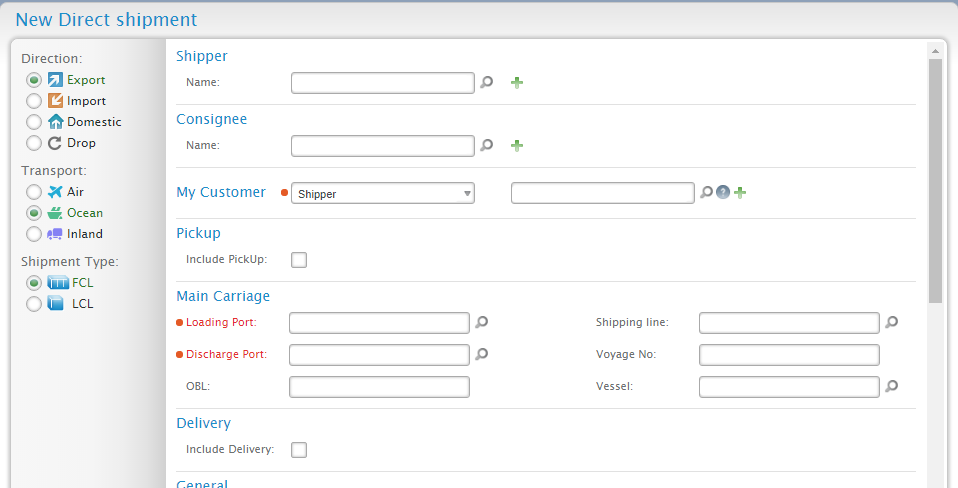 New Direct shipment
Direction:
Export
Import
Domestic
Drop
Transport:
Air
Ocean
Inland
Shipment Type:
FCL
LCL
Shipper
Name:
Consignee
Name:
My Customer Shipper ?
Pickup
Include PickUp:
Main Carriage
Loading Port: Shipping line:
Discharge Port: Voyage No:
OBL: Vessel:
Delivery
Include Delivery:
General